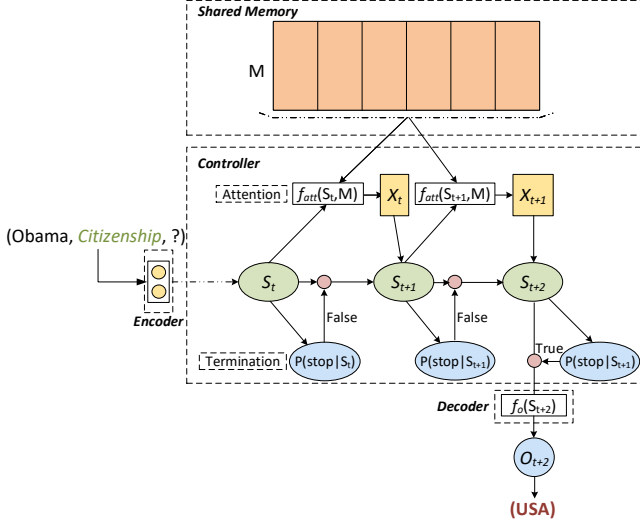 Shared Memory
M
Controller
Attention
f_att(S_t,M)
X_t
f_att(S_t+1,M)
X_t+1
(Obama, Citizenship, ?)
Encoder
S_t
S_t+1
S_t+2
False
False
True
Termination
P(stop|S_t)
P(stop|S_t+1)
P(stop|S_t+1)
Decoder
f_o(S_t+2)
O_t+2
(USA)